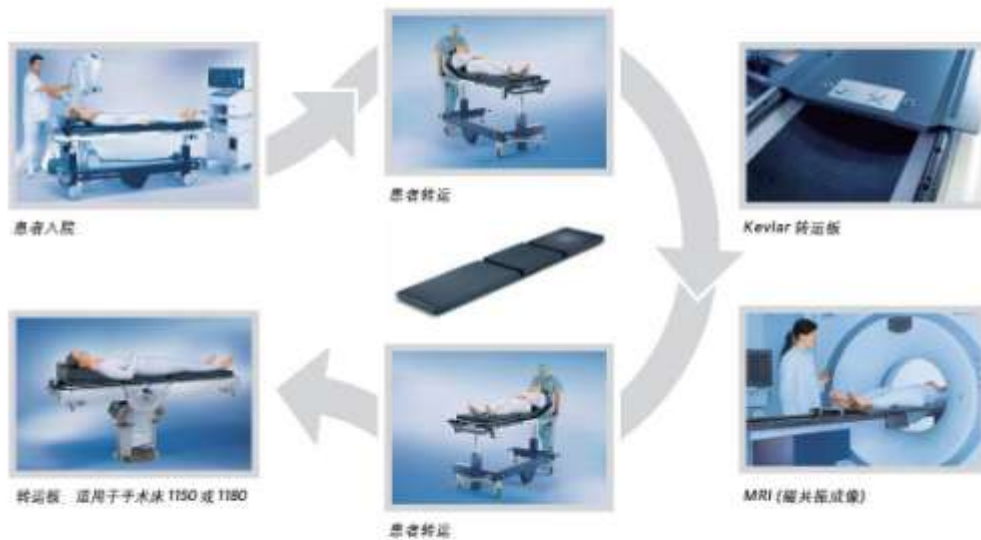 患者入院
患者转运
Kevlar 转运板
转运板 适用于手术床 1150 或 1180
患者转运
MRI (磁共振成像)